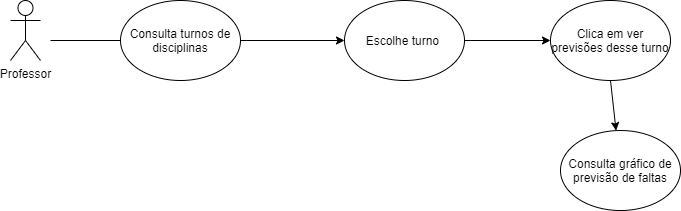 Professor
Consulta turnos de
disciplinas
Escolhe turno
Clica em ver
previsões desse turno
Consulta gráfico de
previsão de faltas